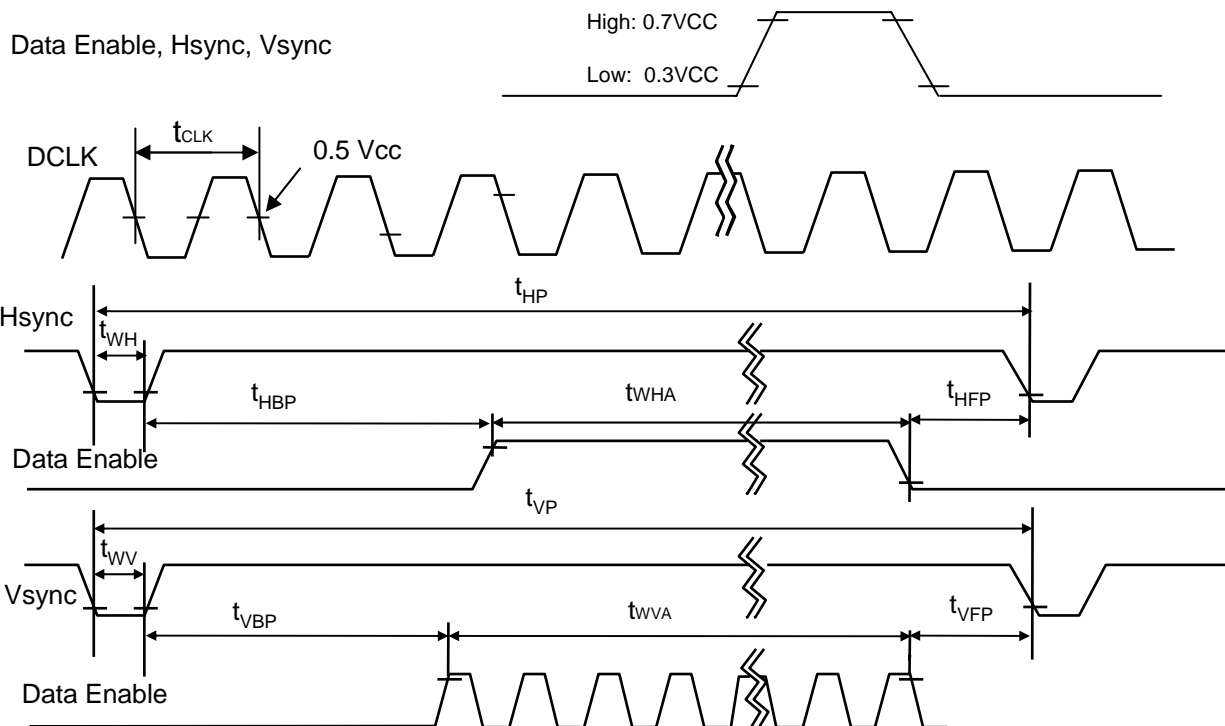 High: 0.7VCC
Data Enable, Hsync, Vsync
Low: 0.3VCC
tCLK
DCLK
0.5 Vcc
tHP
Hsync
tWH
tHBP
tWHA
tHFP
Data Enable
tVP
tWV
Vsync
tVBP
tWVA
tVFP
Data Enable